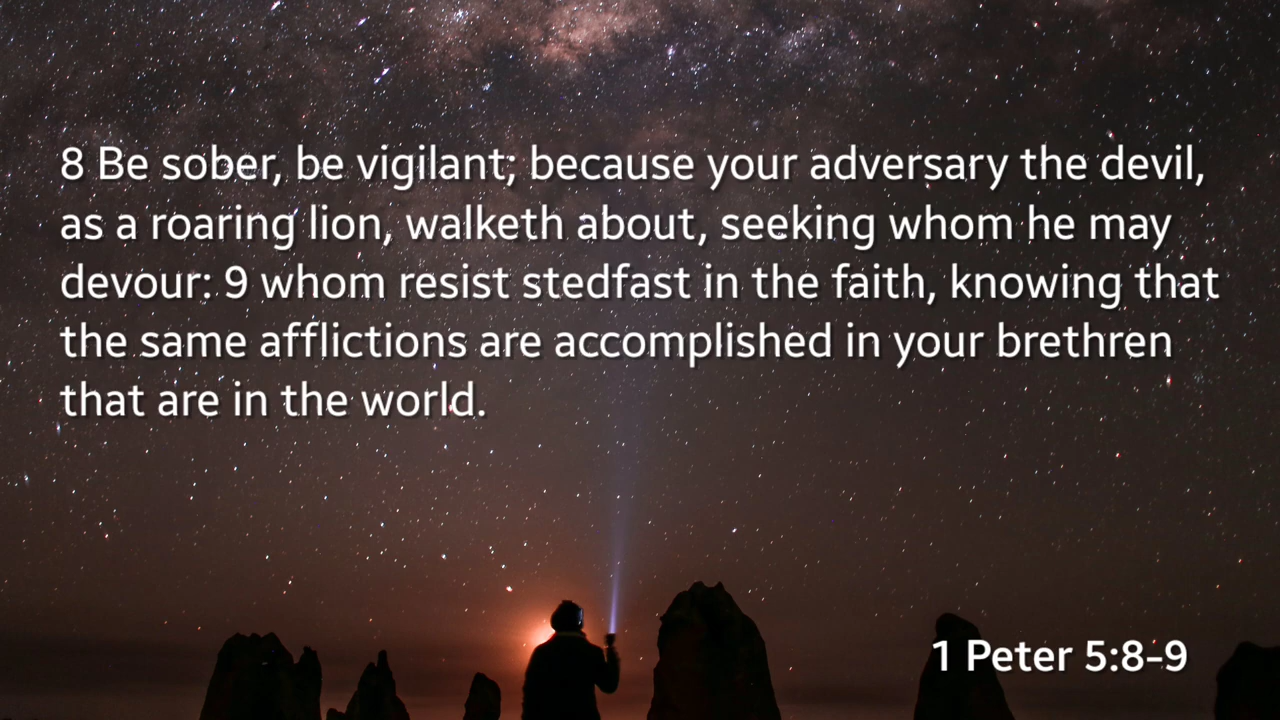 8 Be sober, be vigilant; because your adversary the devil,
as a roaring lion, walketh about, seeking whom he may
devour: 9 whom resist stedfast in the faith, knowing that
the same afflictions are accomplished in your brethren
that are in the world.
1 Peter 5:8-9